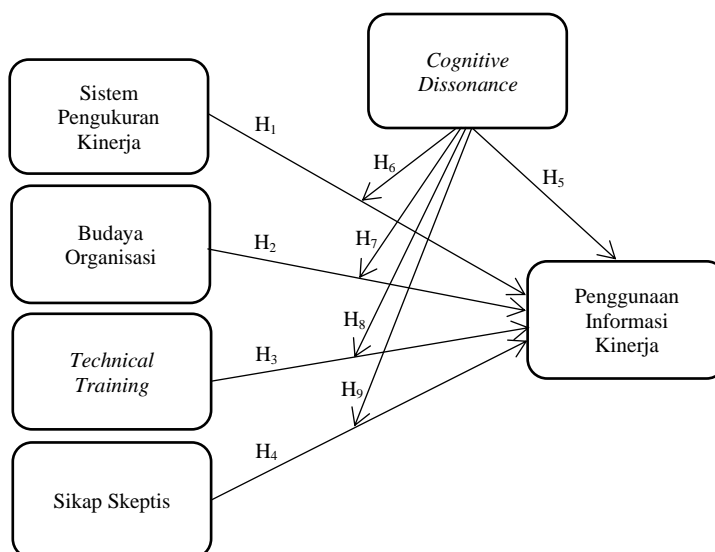 Cognitive
Dissonance
Sistem
Pengukuran
Kinerja
H1
H6
H5
Budaya
Organisasi
H2
H7
Penggunaan
Informasi
Kinerja
H8
Technical
Training
H3
H9
H4
Sikap Skeptis